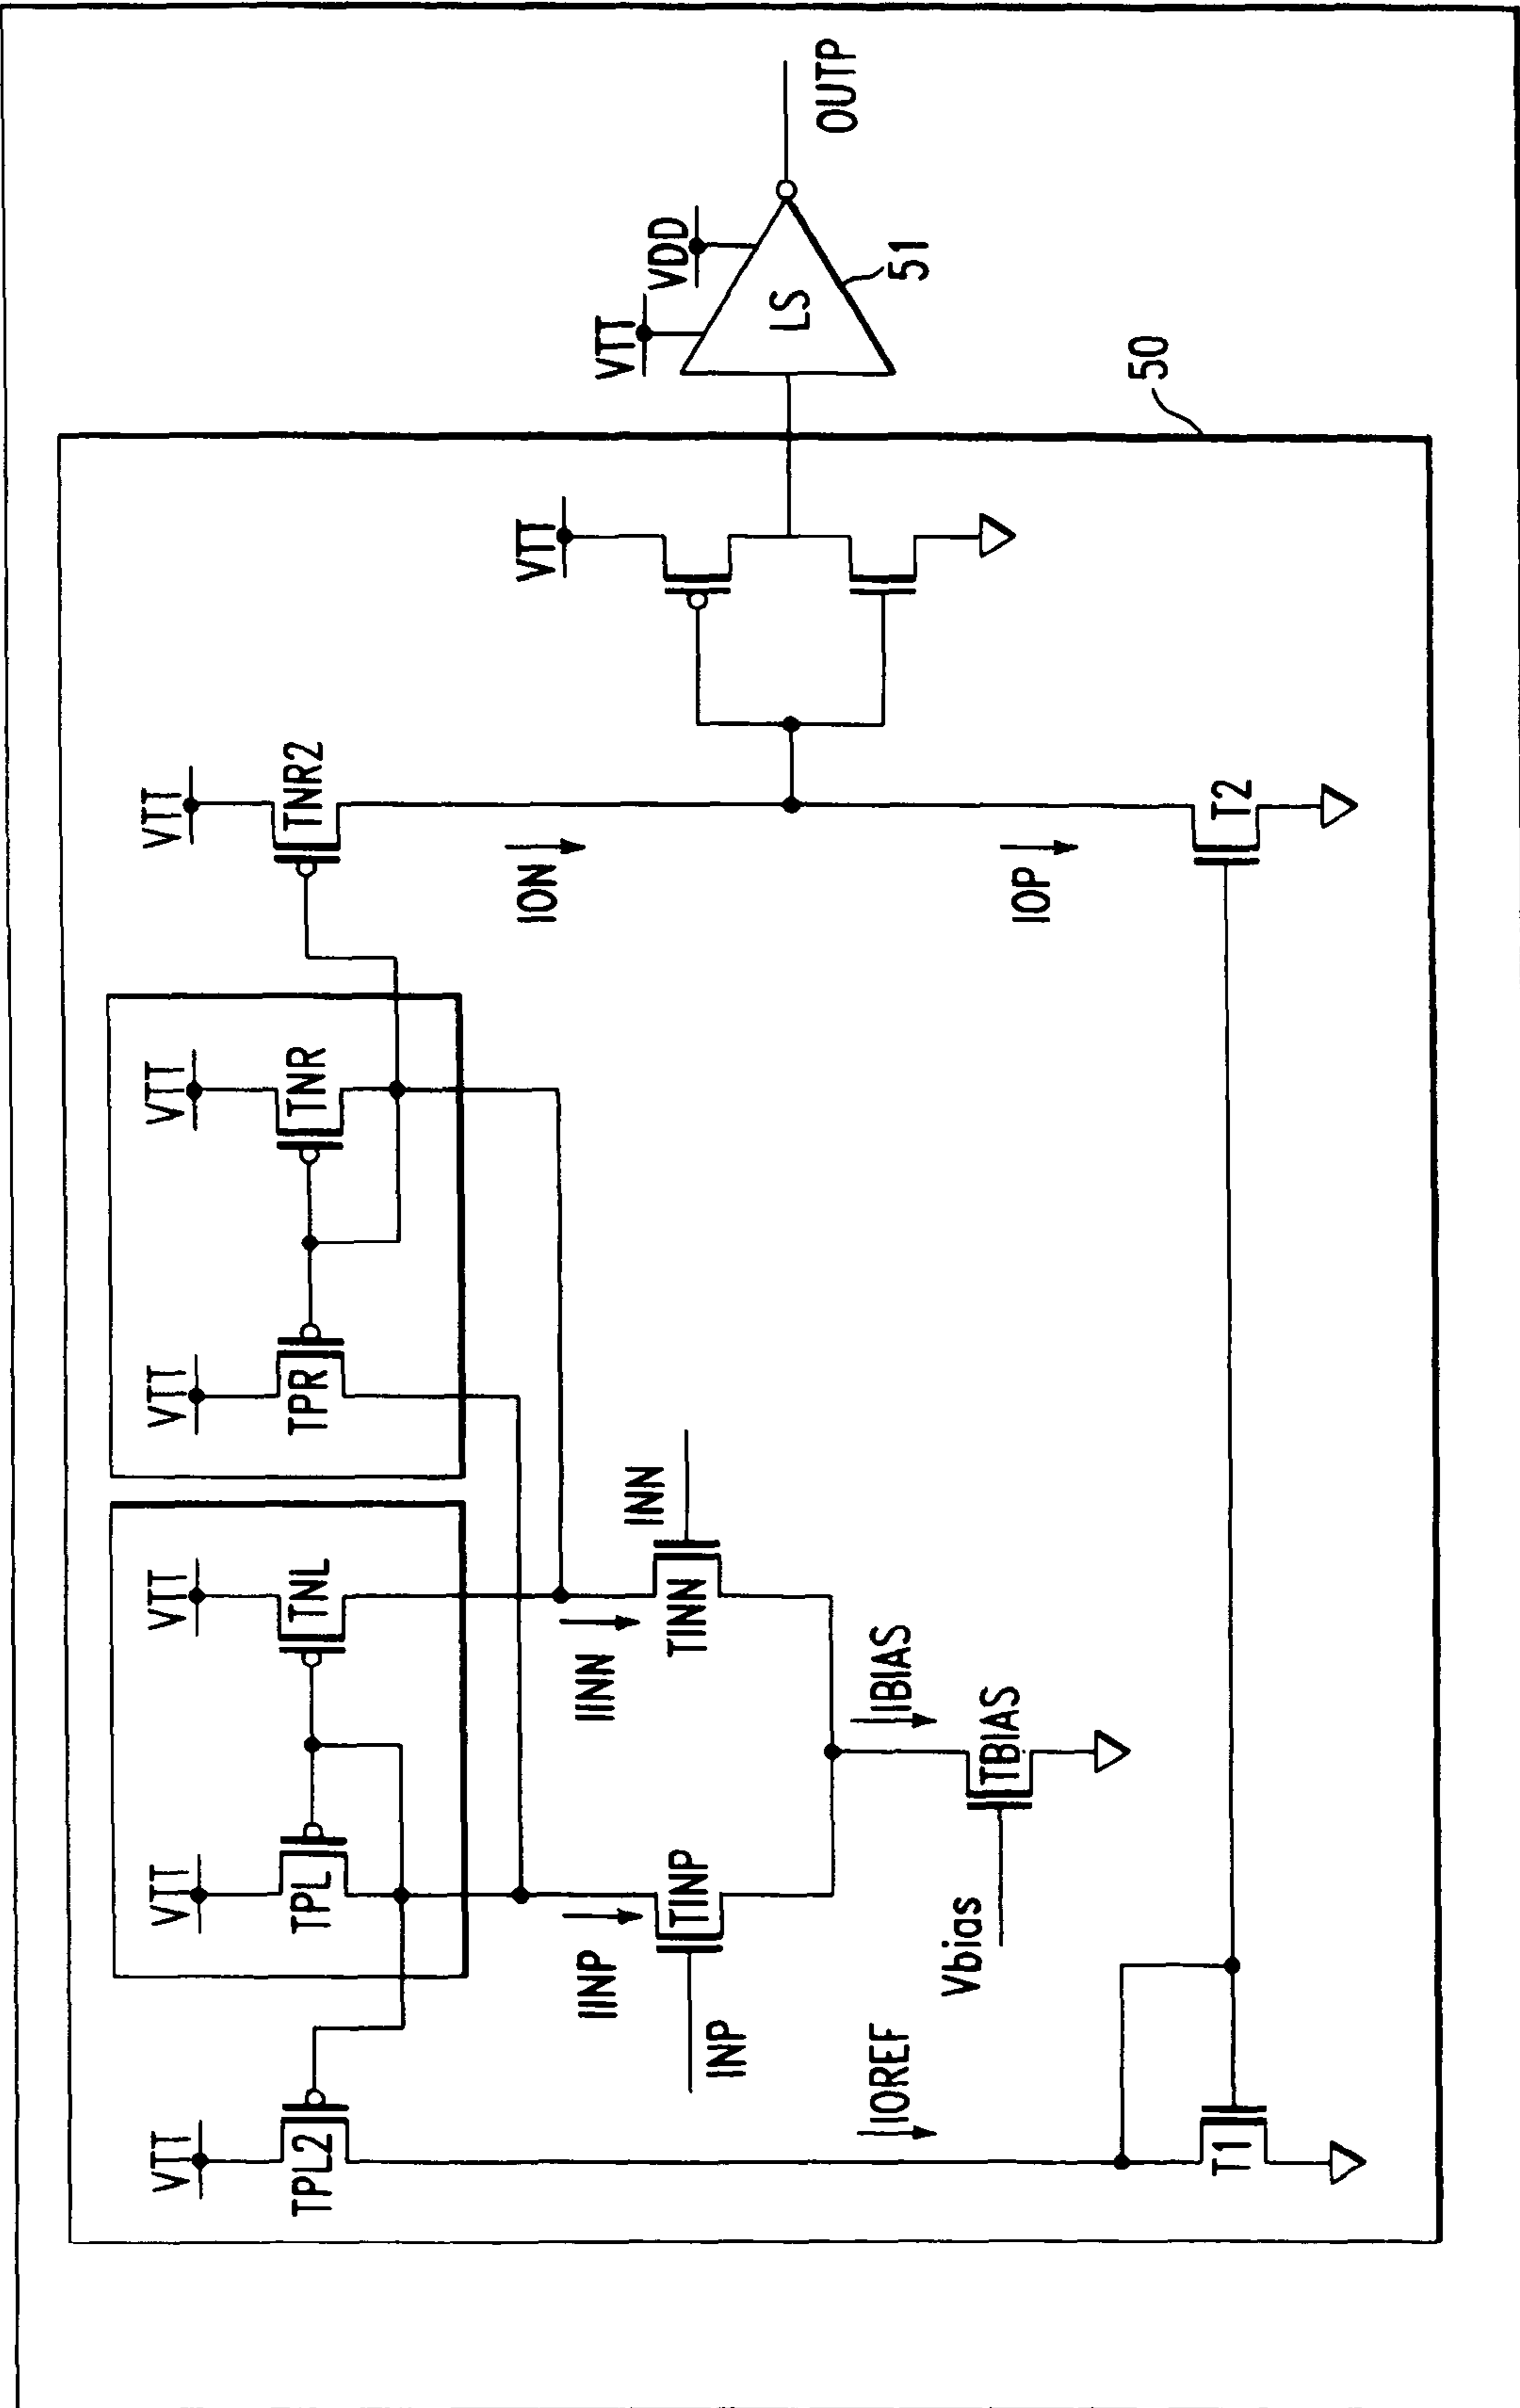 VTT
VTT
VTT
VTT
VTT
VTT
TPL2
TPL
TNL
TPR
TNR
TNR2
VTT
VTT
VDD
IINP
IINN
ION
INP
TINP
TINN
INN
LS
OUTP
51
IOREF
IBIAS
Vbias
TBIAS
IOP
50
T1
T2